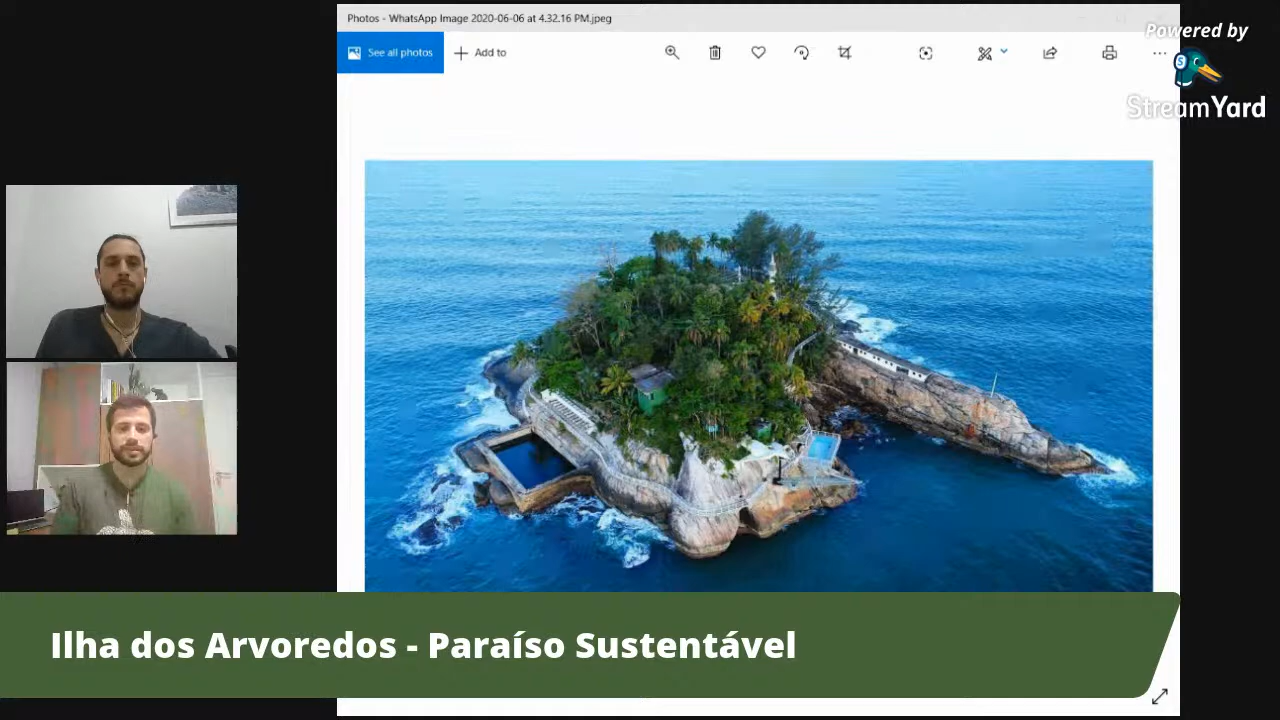 Photos - WhatsApp Image 2020-06-06 at 4.32.16 PM.jpeg
See all photos
Add to
Powered by
S
StreamYard
Ilha dos Arvoredos - Paraíso Sustentável